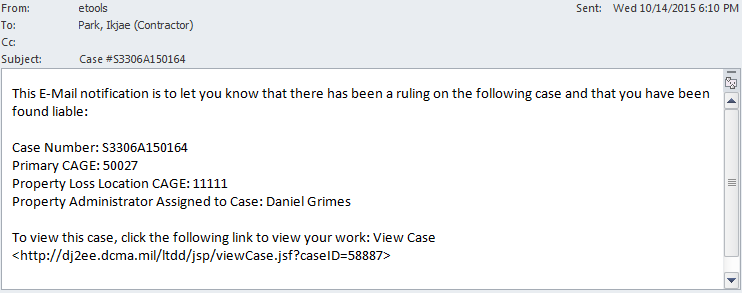 From: etools Sent: Wed 10/14/2015 6:10 PM
To: Park, Ikjae (Contractor)
Cc:
Subject: Case #S3306A150164
This E-Mail notification is to let you know that there has been a ruling on the following case and that you have been
found liable:
Case Number: S3306A150164
Primary CAGE: 50027
Property Loss Location CAGE: 11111
Property Administrator Assigned to Case: Daniel Grimes
To view this case, click the following link to view your work: View Case
<http://dj2ee.dcma.mil/ltdd/jsp/viewCase.jsf?caseID=58887>